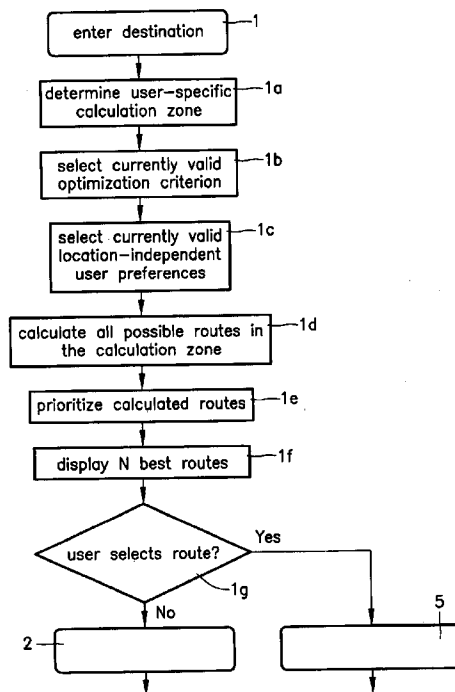 enter destination
1
determine user-specific
calculation zone
1a
select currently valid
optimization criterion
1b
select currently valid
location-independent
user preferences
1c
calculate all possible routes in
the calculation zone
1d
prioritize calculated routes
1e
display N best routes
1f
user selects route?
1g
Yes
No
2
5